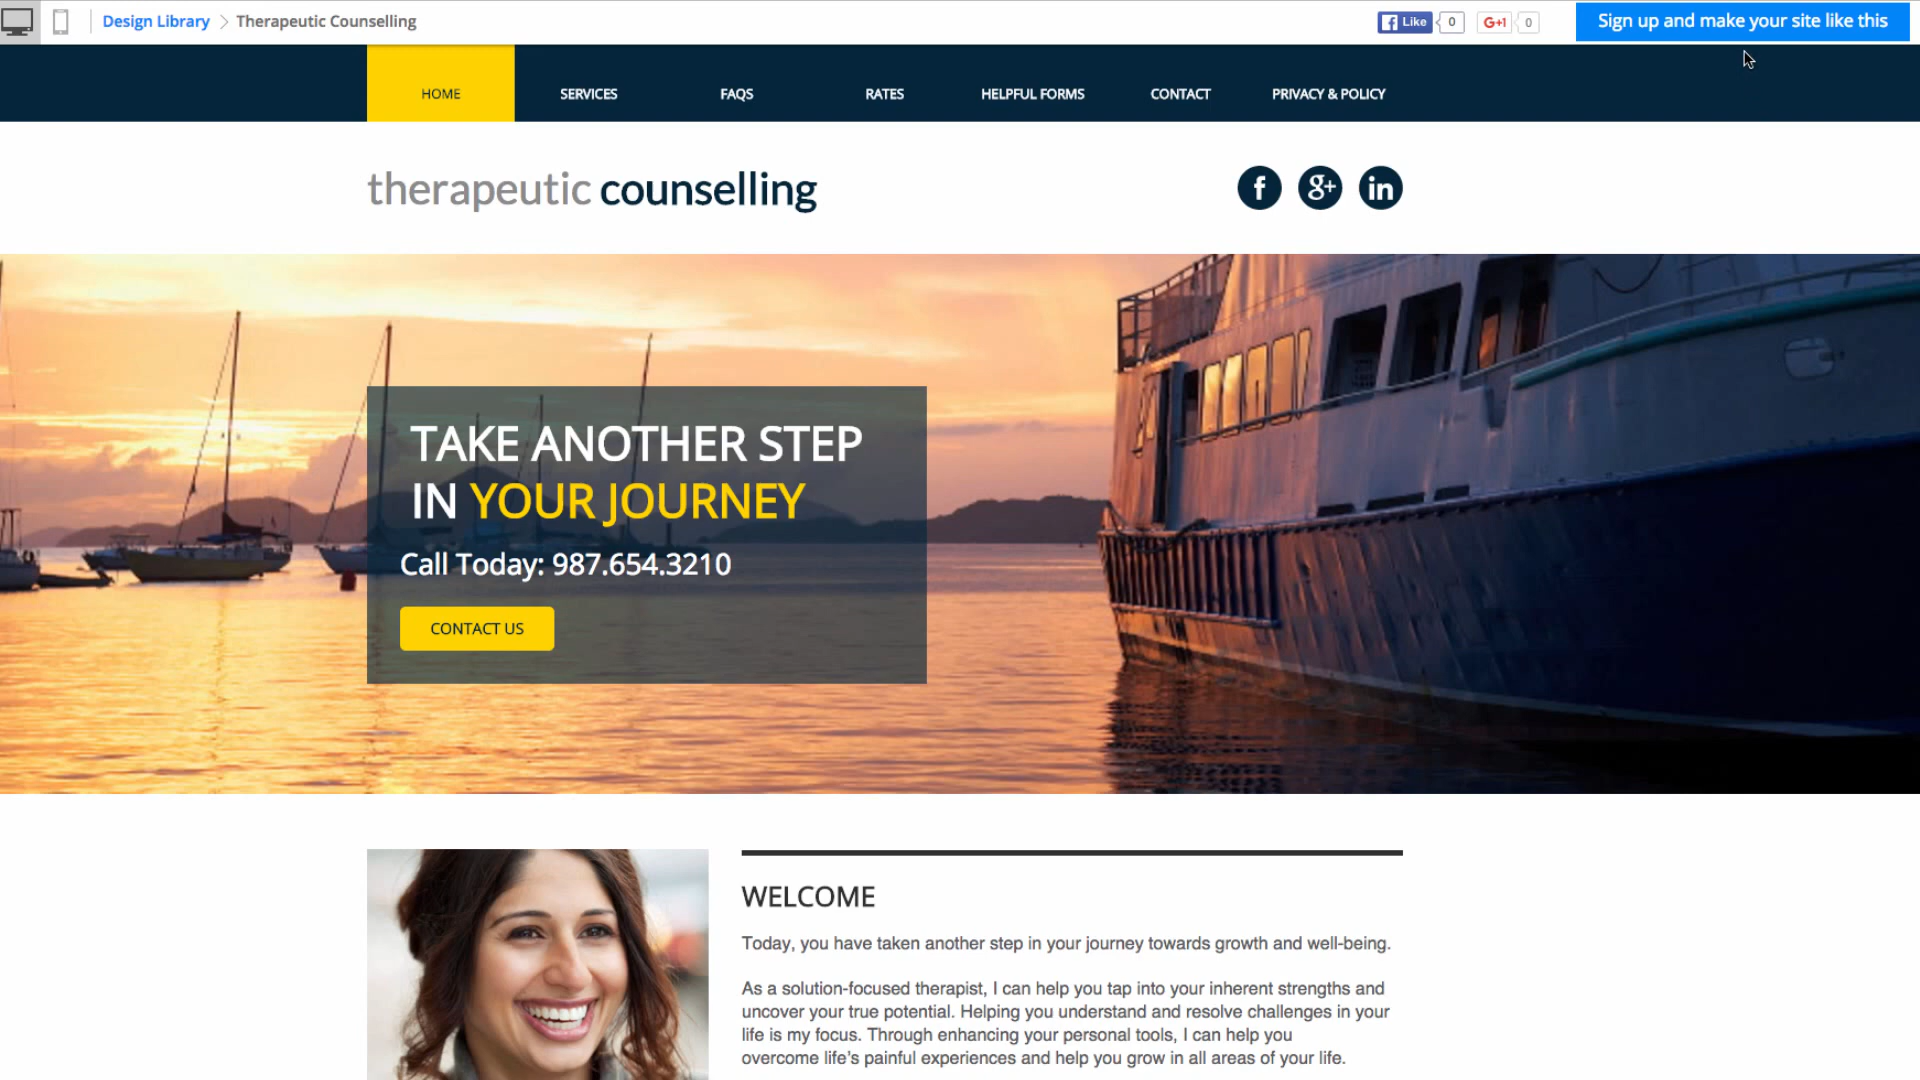 Design Library > Therapeutic Counselling
Like 0 G+1 0
Sign up and make your site like this
HOME SERVICES FAQS RATES HELPFUL FORMS CONTACT PRIVACY & POLICY
therapeutic counselling
f g+ in
TAKE ANOTHER STEP
IN YOUR JOURNEY
Call Today: 987.654.3210
CONTACT US
WELCOME
Today, you have taken another step in your journey towards growth and well-being.
As a solution-focused therapist, I can help you tap into your inherent strengths and
uncover your true potential. Helping you understand and resolve challenges in your
life is my focus. Through enhancing your personal tools, I can help you
overcome life's painful experiences and help you grow in all areas of your life.